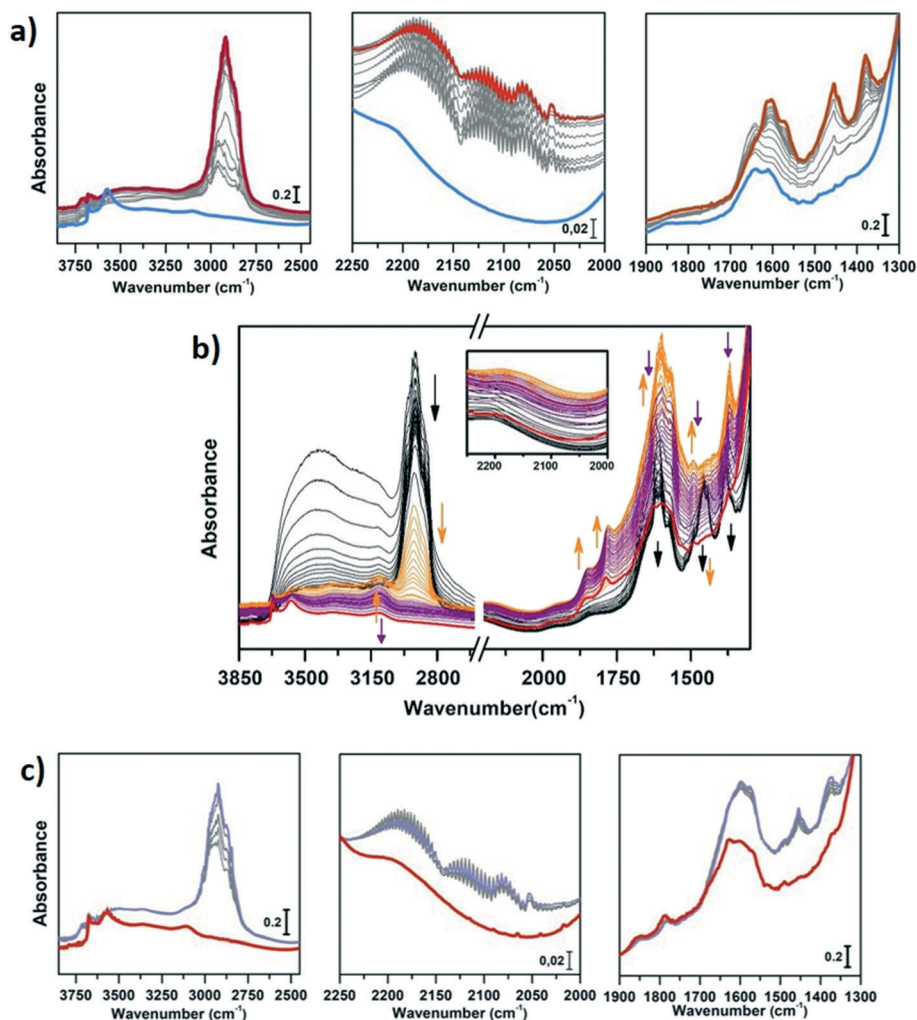 a)
Absorbance
0.2
3750 3500 3250 3000 2750 2500
Wavenumber (cm-1)
0,02
2250 2200 2150 2100 2050 2000
Wavenumber (cm-1)
0.2
1900 1800 1700 1600 1500 1400 1300
Wavenumber (cm-1)
b)
Absorbance
2200 2100 2000
3850 3500 3150 2800 2000 1750 1500
Wavenumber(cm-1)
c)
Absorbance
0.2
3750 3500 3250 3000 2750 2500
Wavenumber (cm-1)
0,02
2250 2200 2150 2100 2050 2000
Wavenumber (cm-1)
0.2
1900 1800 1700 1600 1500 1400 1300
Wavenumber (cm-1)